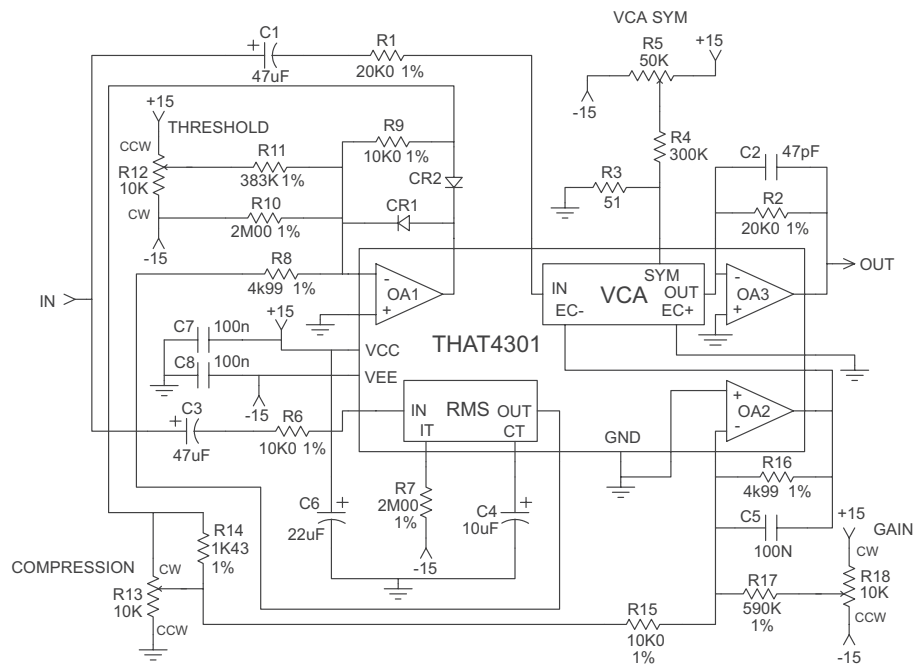 VCA SYM
C1
+
47uF
R1
20K0 1%
R5
50K
+15
-15
+15
THRESHOLD
CCW
R12
10K
CW
-15
R11
383K 1%
R10
2M00 1%
R9
10K0 1%
CR2
CR1
R8
4k99 1%
R4
300K
R3
51
C2
47pF
R2
20K0 1%
OUT
IN
-
OA1
+
SYM
IN
OUT
VCA
EC-
EC+
-
OA3
+
C7
100n
+15
C8
100n
-15
VCC
VEE
THAT4301
C3
+
47uF
R6
10K0 1%
IN
RMS
OUT
IT
CT
+
OA2
-
GND
C6
+
22uF
R7
2M00
1%
-15
C4
+
10uF
R16
4k99 1%
C5
100N
+15
GAIN
CW
R18
10K
CCW
-15
R17
590K
1%
R14
1K43
1%
COMPRESSION
CW
R13
10K
CCW
R15
10K0
1%